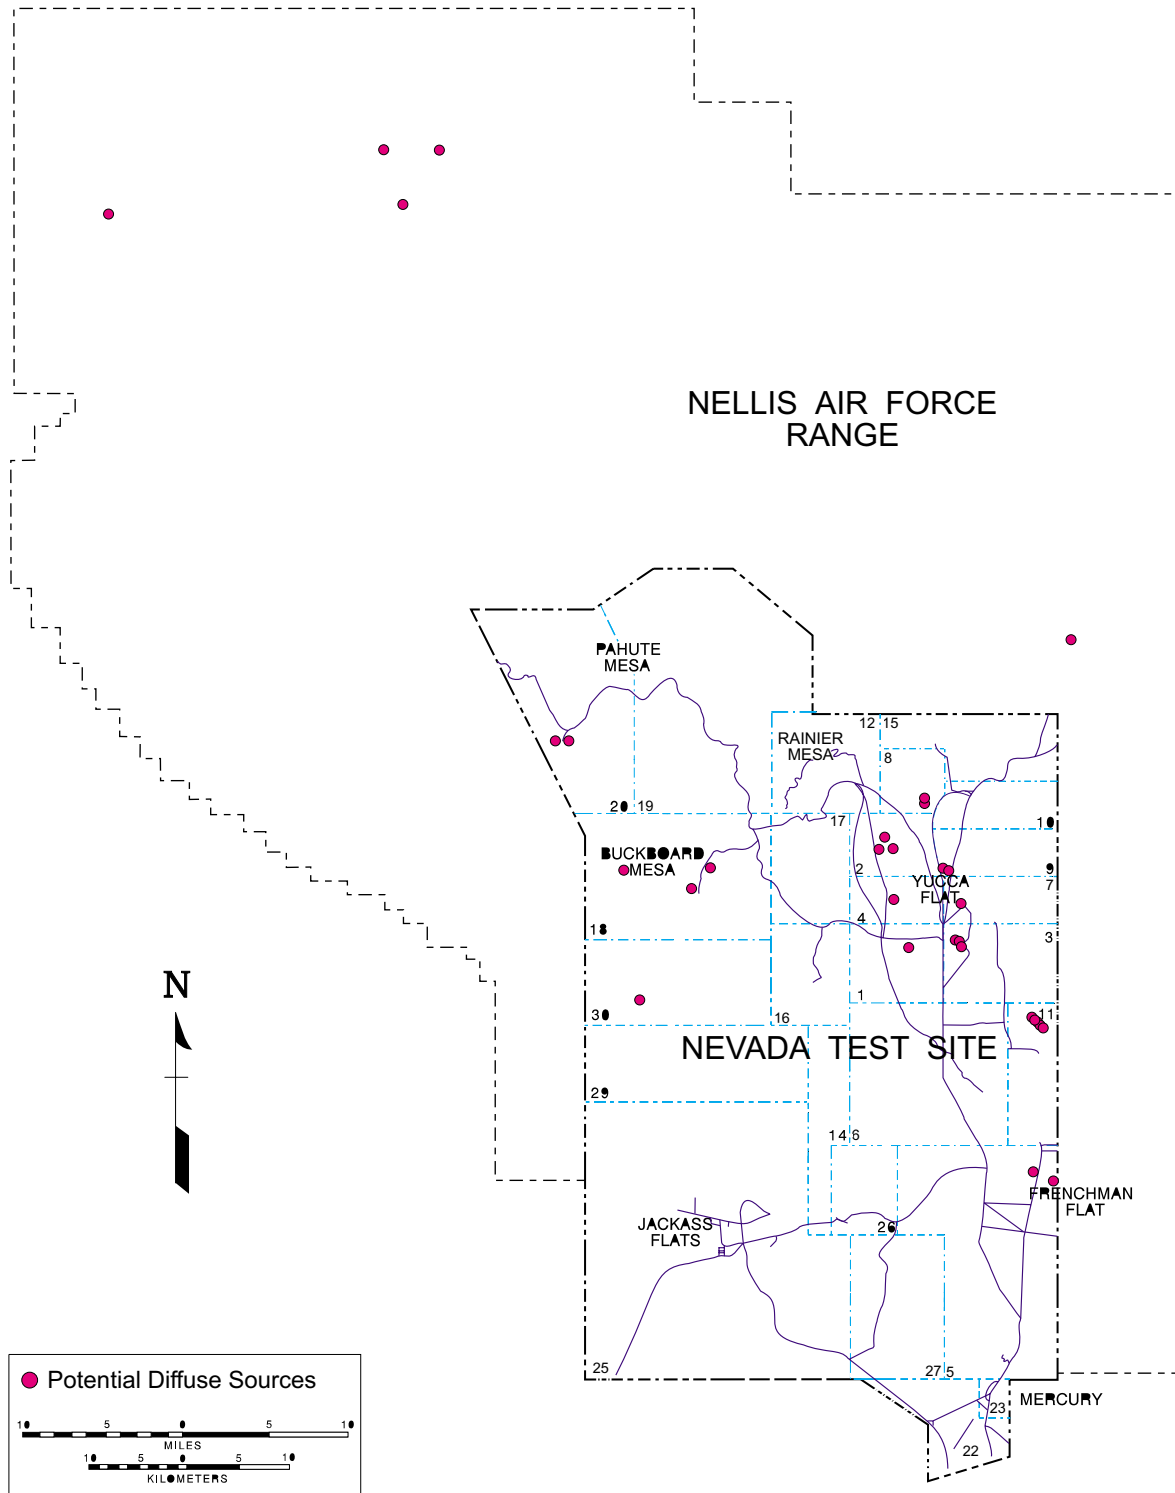 NELLIS AIR FORCE
RANGE
PAHUTE
MESA
12 15
RAINIER
MESA
8
20 19
17
10
BUCKBOARD
MESA
2
9
YUCCA
FLAT
7
18
4
3
N
1
30
16
11
NEVADA TEST SITE
29
14 6
FRENCHMAN
FLAT
JACKASS
FLATS
26
25
27 5
MERCURY
23
22
Potential Diffuse Sources
10 5 0 5 10
MILES
10 5 0 5 10
KILOMETERS